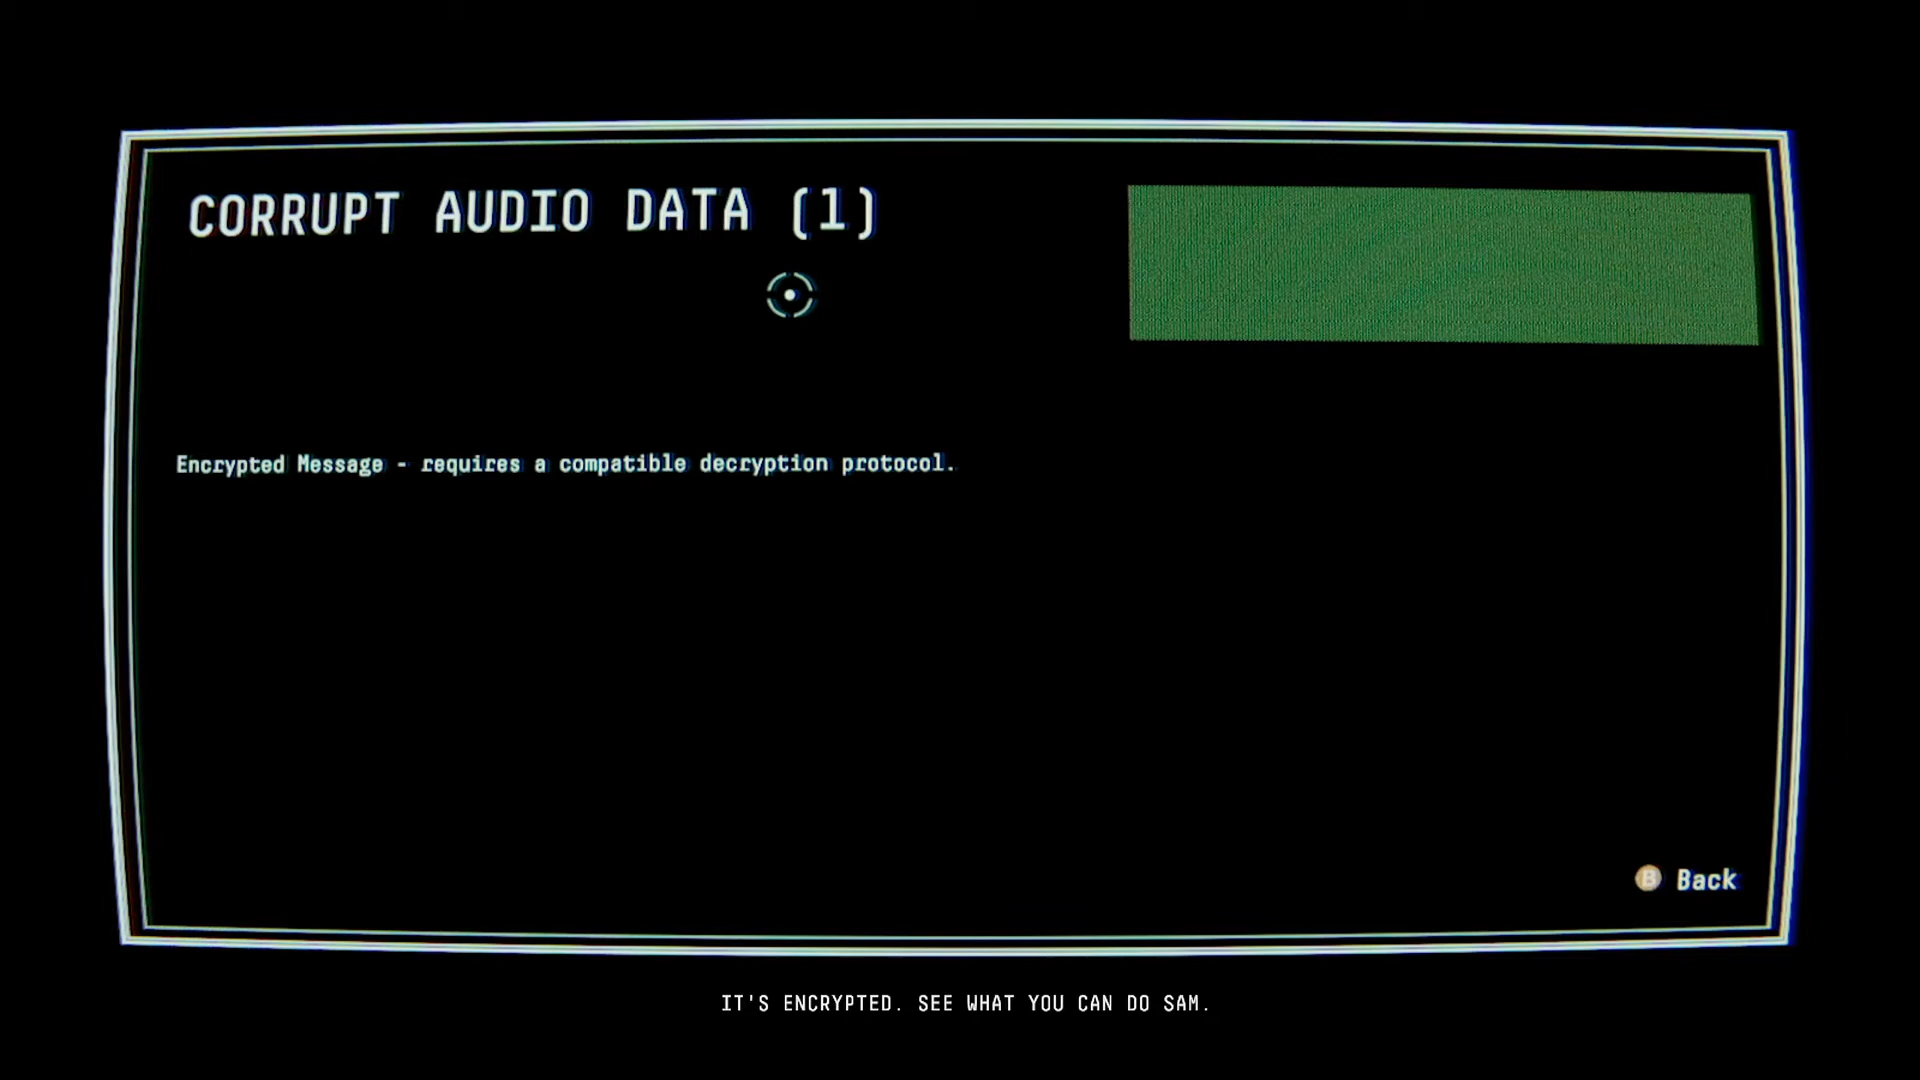 CORRUPT AUDIO DATA (1)
Encrypted Message - requires a compatible decryption protocol.
B Back
IT'S ENCRYPTED. SEE WHAT YOU CAN DO SAM.